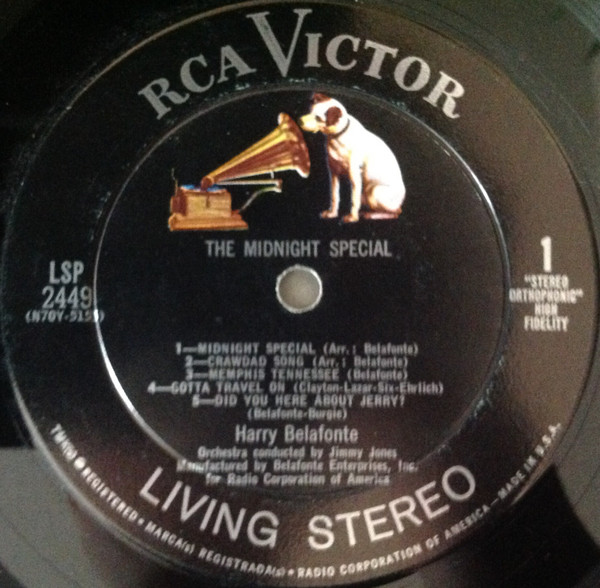 RCA VICTOR
THE MIDNIGHT SPECIAL
LSP
2449
1
"STEREO
ORTHOPHONIC"
HIGH
FIDELITY
1—MIDNIGHT SPECIAL (Arr.: Belafonte)
2—CRAWDAD SONG (Arr.: Belafonte)
3—MEMPHIS TENNESSEE (Belafonte)
4—GOTTA TRAVEL ON (Clayton-Lazar-Six-Ehrlich)
5—DID YOU HERE ABOUT JERRY?
(Belafonte-Burgie)
Harry Belafonte
Orchestra conducted by Jimmy Jones
Manufactured by Belafonte Enterprises, Inc.
for Radio Corporation of America
LIVING STEREO
TMK(s) ® REGISTERED • MARCA(s) REGISTRADA(s) • RADIO CORPORATION OF AMERICA—MADE IN U.S.A.